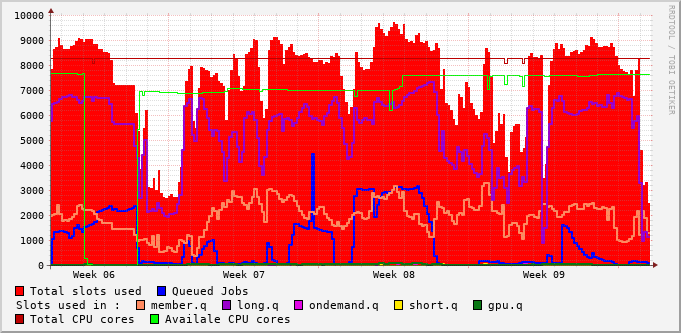 10000
9000
8000
7000
6000
5000
4000
3000
2000
1000
0
Week 06 Week 07 Week 08 Week 09
RRDTOOL / TOBI OETIKER
Total slots used Queued Jobs
Slots used in : member.q long.q ondemand.q short.q gpu.q
Total CPU cores Availale CPU cores